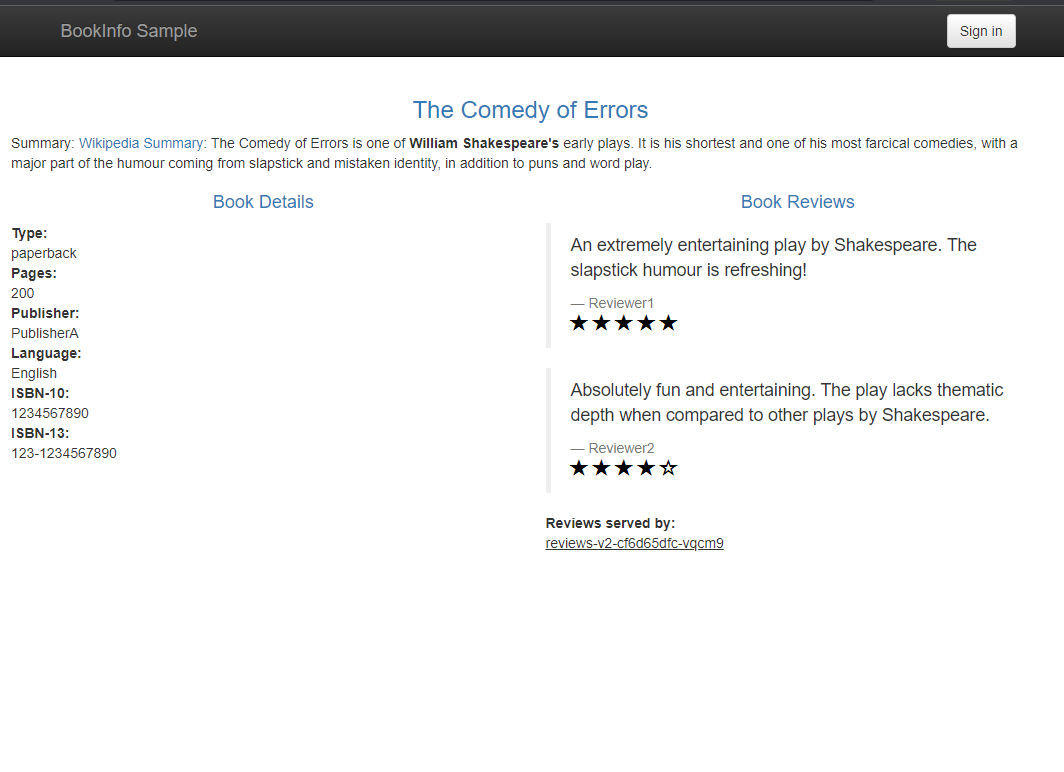 BookInfo Sample
Sign in
The Comedy of Errors
Summary: Wikipedia Summary: The Comedy of Errors is one of William Shakespeare's early plays. It is his shortest and one of his most farcical comedies, with a
major part of the humour coming from slapstick and mistaken identity, in addition to puns and word play.
Book Details
Type:
paperback
Pages:
200
Publisher:
PublisherA
Language:
English
ISBN-10:
1234567890
ISBN-13:
123-1234567890
Book Reviews
An extremely entertaining play by Shakespeare. The
slapstick humour is refreshing!
— Reviewer1
★★★★★
Absolutely fun and entertaining. The play lacks thematic
depth when compared to other plays by Shakespeare.
— Reviewer2
★★★★☆
Reviews served by:
reviews-v2-cf6d65dfc-vqcm9